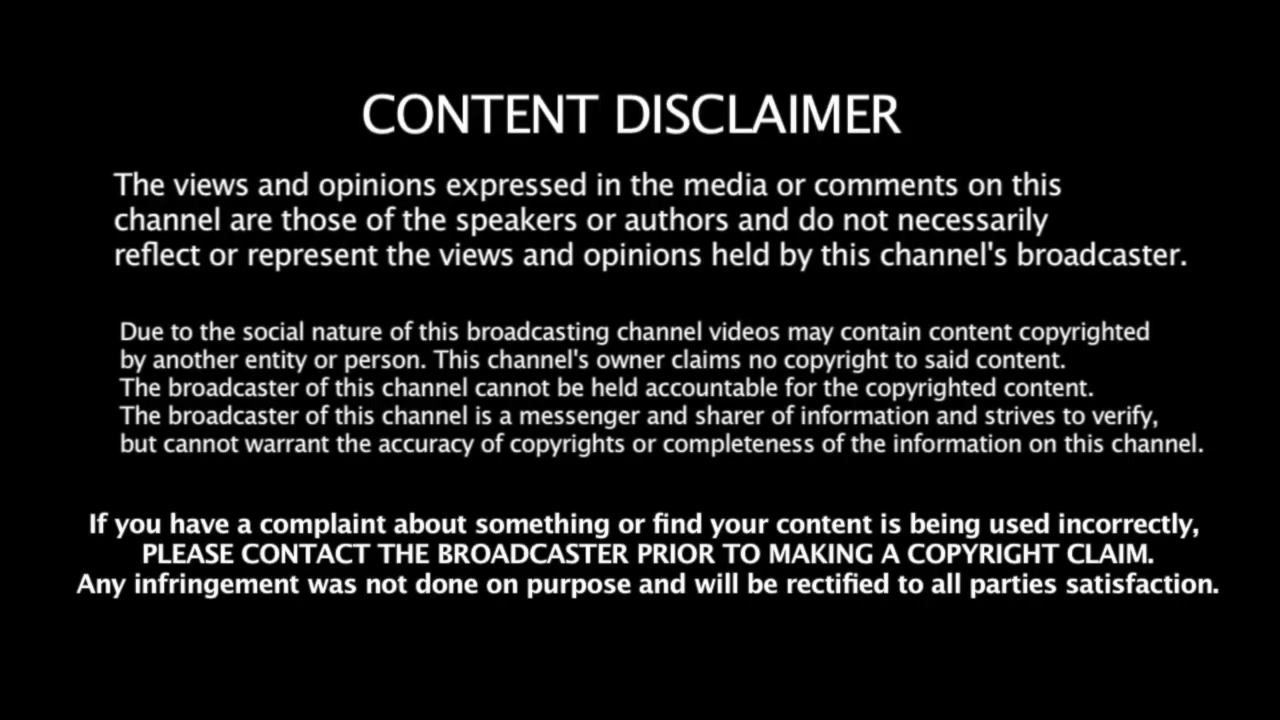 CONTENT DISCLAIMER
The views and opinions expressed in the media or comments on this
channel are those of the speakers or authors and do not necessarily
reflect or represent the views and opinions held by this channel's broadcaster.
Due to the social nature of this broadcasting channel videos may contain content copyrighted
by another entity or person. This channel's owner claims no copyright to said content.
The broadcaster of this channel cannot be held accountable for the copyrighted content.
The broadcaster of this channel is a messenger and sharer of information and strives to verify,
but cannot warrant the accuracy of copyrights or completeness of the information on this channel.
If you have a complaint about something or find your content is being used incorrectly,
PLEASE CONTACT THE BROADCASTER PRIOR TO MAKING A COPYRIGHT CLAIM.
Any infringement was not done on purpose and will be rectified to all parties satisfaction.